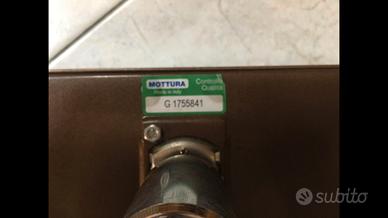 MOTTURA
Made in Italy
Controllo
Qualità
G 1755841
subito